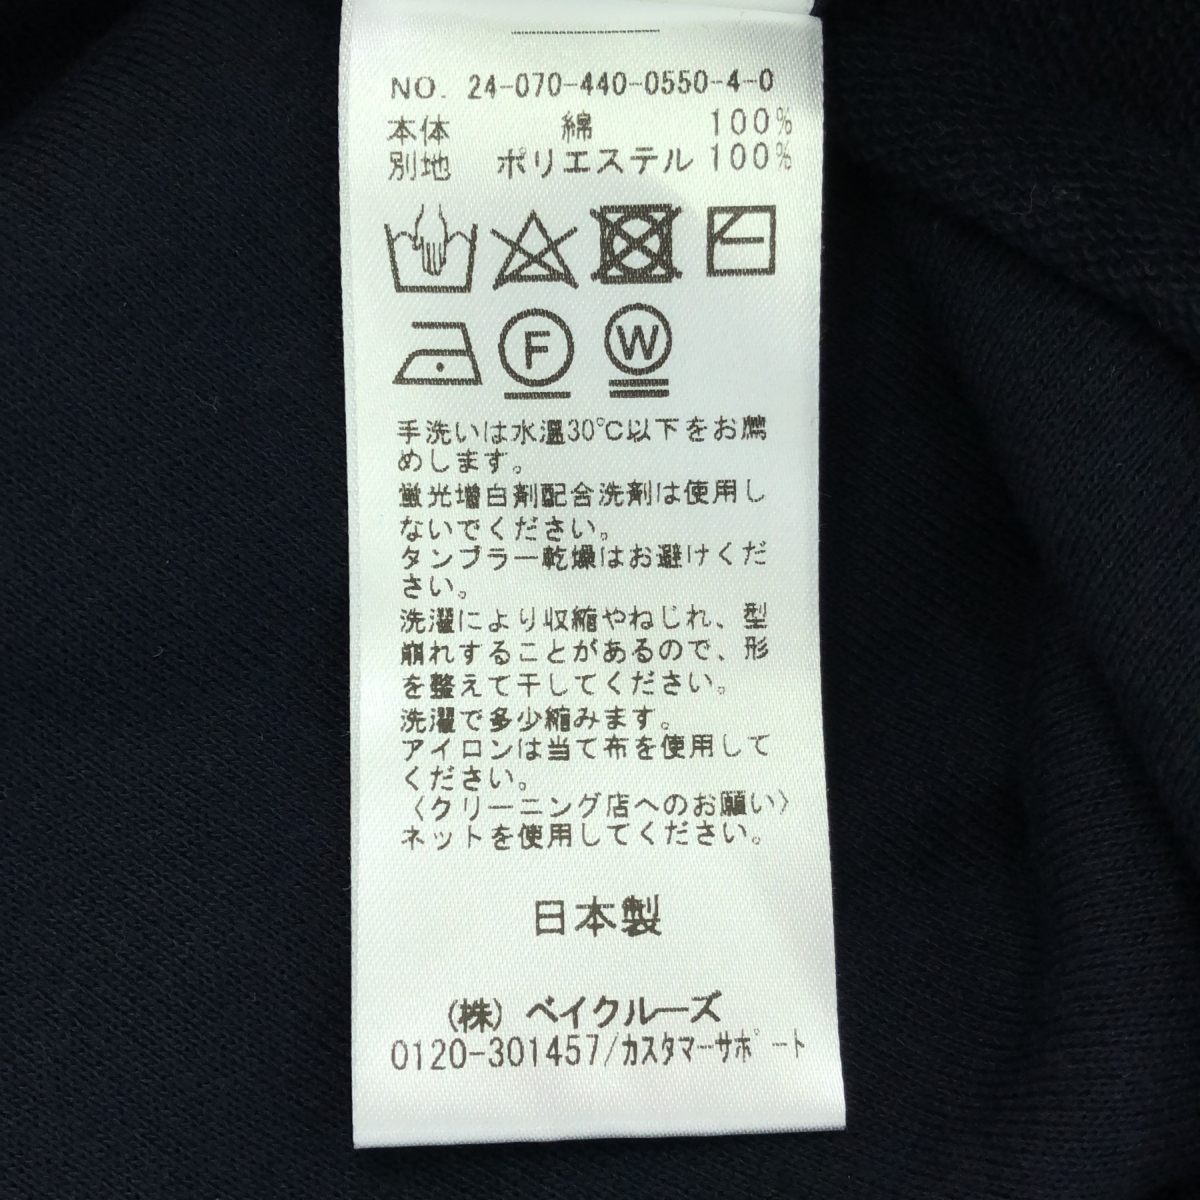 NO. 24-070-440-0550-4-0
本体 綿 100%
別地 ポリエステル 100%
F W
手洗いは水温30℃以下をお薦
めします。
蛍光増白剤配合洗剤は使用し
ないでください。
タンブラー乾燥はお避けくだ
さい。
洗濯により収縮やねじれ、型
崩れすることがあるので、形
を整えて干してください。
洗濯で多少縮みます。
アイロンは当て布を使用して
ください。
〈クリーニング店へのお願い〉
ネットを使用してください。
日本製
(株) ベイクルーズ
0120-301457/カスタマーサポート